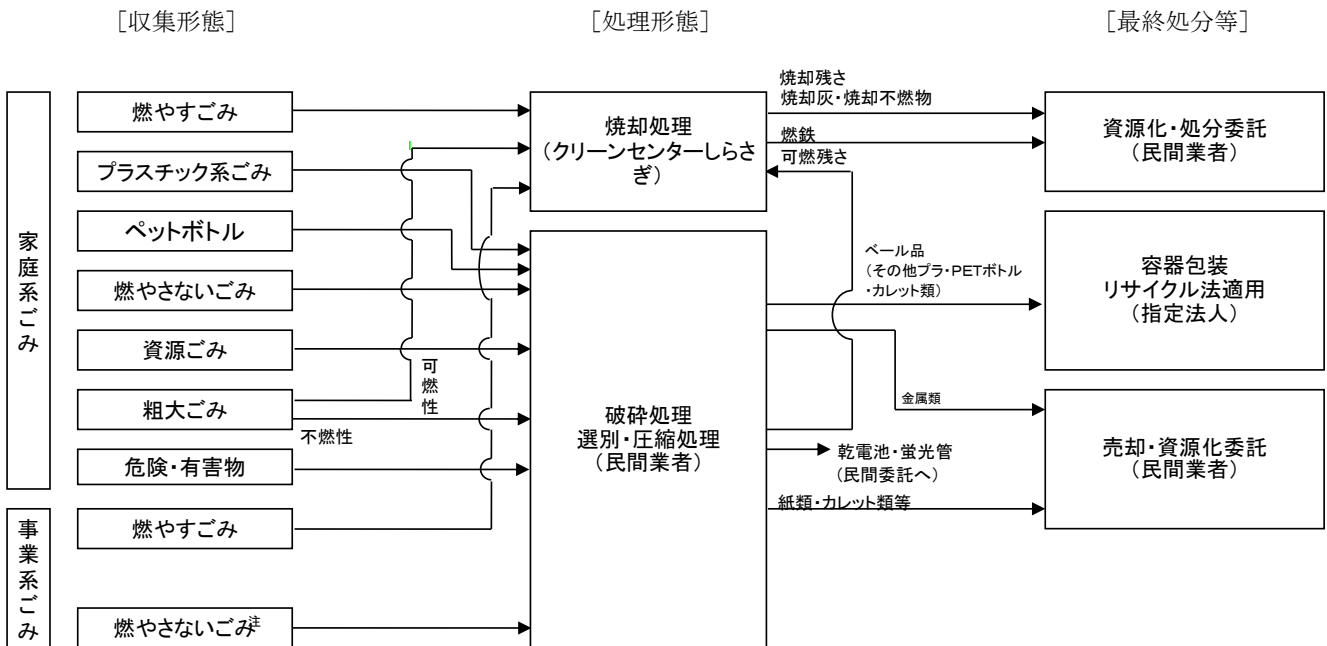 ［収集形態］
［処理形態］
［最終処分等］
家庭系ごみ
燃やすごみ
プラスチック系ごみ
ペットボトル
燃やさないごみ
資源ごみ
粗大ごみ
可燃性
不燃性
危険・有害物
事業系ごみ
燃やすごみ
燃やさないごみ注
焼却処理
（クリーンセンターしらさ
ぎ）
破砕処理
選別・圧縮処理
（民間業者）
焼却残さ
焼却灰・焼却不燃物
燃鉄
可燃残さ
ベール品
（その他プラ・PETボトル
・カレット類）
金属類
乾電池・蛍光管
（民間委託へ）
紙類・カレット類等
資源化・処分委託
（民間業者）
容器包装
リサイクル法適用
（指定法人）
売却・資源化委託
（民間業者）